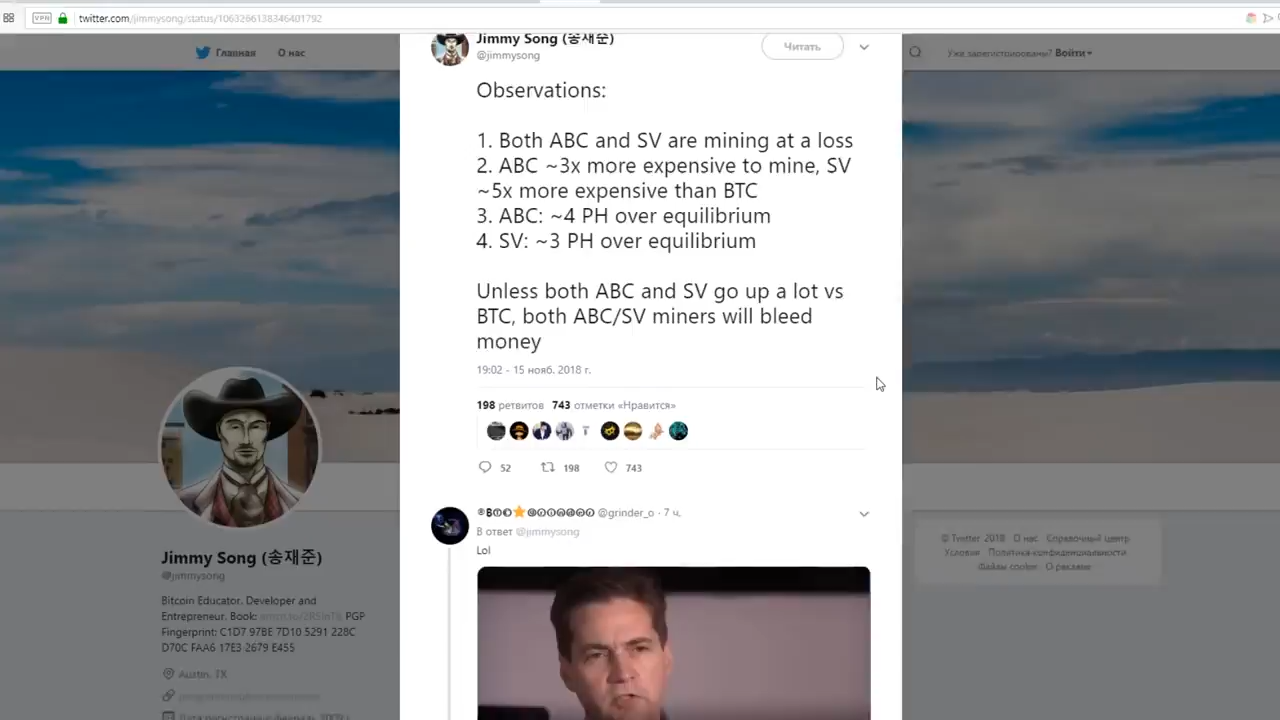 VPN
twitter.com/jimmysong/status/1063266138346401792
Главная О нас
Уже зарегистрированы? Войти
Jimmy Song (송재준)
@jimmysong
Читать
Observations:
1. Both ABC and SV are mining at a loss
2. ABC ~3x more expensive to mine, SV
~5x more expensive than BTC
3. ABC: ~4 PH over equilibrium
4. SV: ~3 PH over equilibrium
Unless both ABC and SV go up a lot vs
BTC, both ABC/SV miners will bleed
money
19:02 - 15 нояб. 2018 г.
198 ретвитов 743 отметки «Нравится»
52 198 743
@grinder_o · 7 ч.
В ответ @jimmysong
Lol
Jimmy Song (송재준)
@jimmysong
Bitcoin Educator. Developer and
Entrepreneur. Book: PGP
Fingerprint: C1D7 97BE 7D10 5291 228C
D70C FAA6 17E3 2679 E455
Austin, TX
© Twitter 2018 О нас Справочный центр
Условия Политика конфиденциальности
Файлы cookie О рекламе